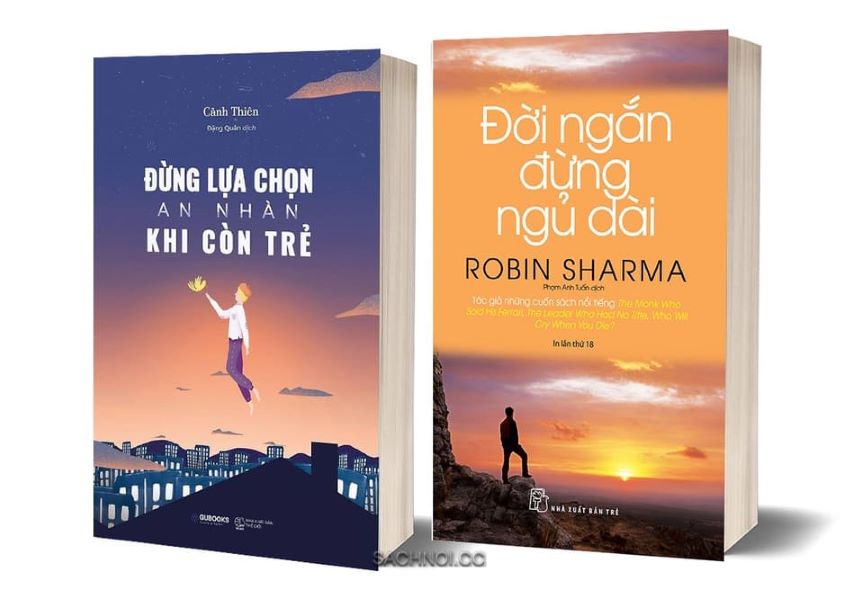 Cảnh Thiên
Đặng Quân dịch
ĐỪNG LỰA CHỌN
AN NHÀN
KHI CÒN TRẺ
GUBOOKS
Đời ngắn
đừng
ngủ dài
ROBIN SHARMA
Phạm Anh Tuấn dịch
Tác giả những cuốn sách nổi tiếng The Monk Who
Sold His Ferrari, The Leader Who Had No Title, Who Will
Cry When You Die?
In lần thứ 18
NHÀ XUẤT BẢN TRẺ
SACHNOI.CC